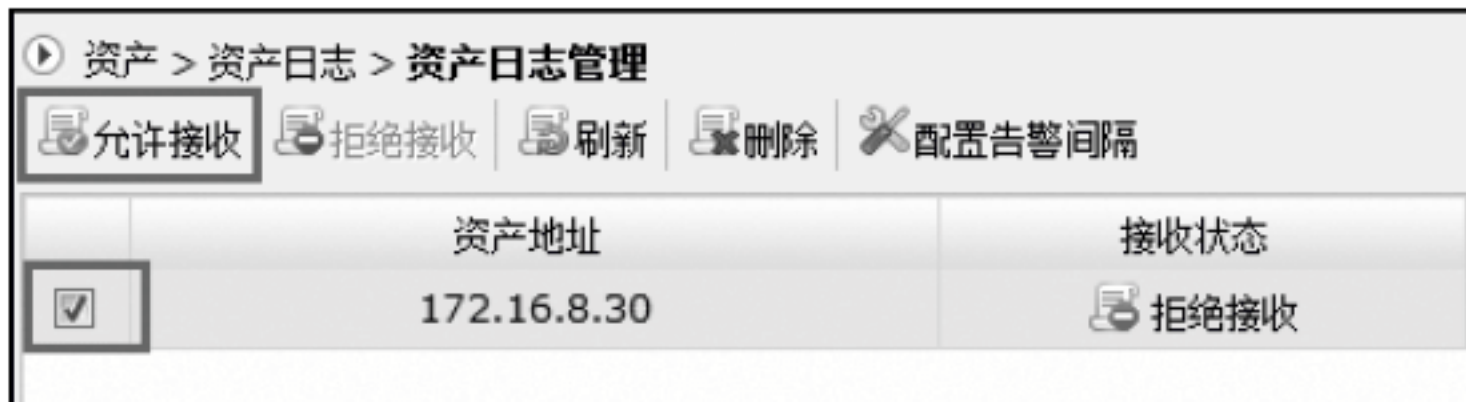 资产 > 资产日志 > 资产日志管理
允许接收 拒绝接收 刷新 删除 配置告警间隔
资产地址 接收状态
172.16.8.30 拒绝接收